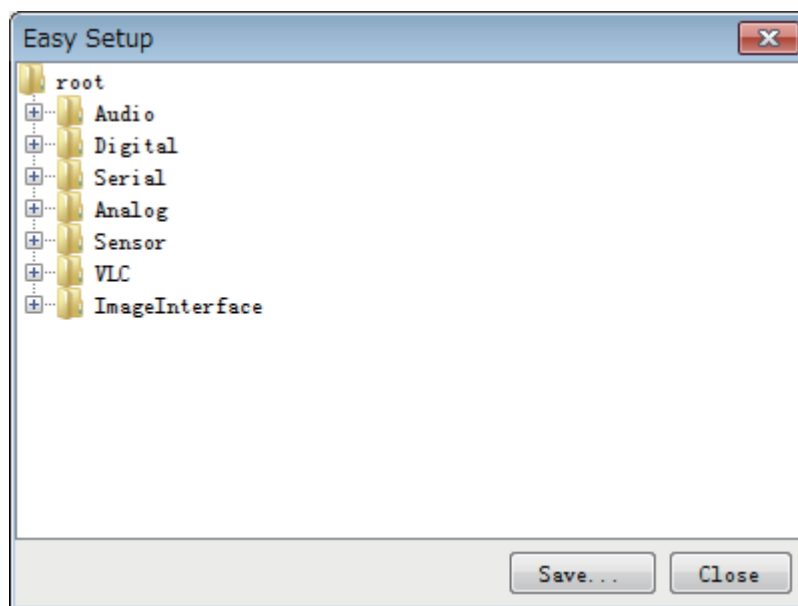 Easy Setup
root
Audio
Digital
Serial
Analog
Sensor
VLC
ImageInterface
Save... Close